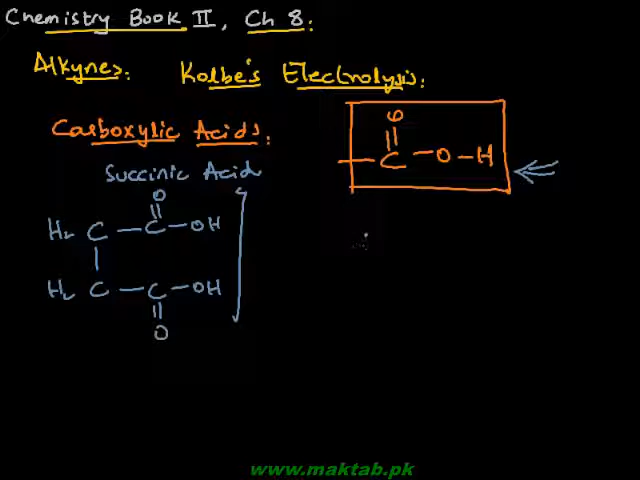 Chemistry Book II, Ch 8:
Alkynes: Kolbe's Electrolysis:
Carboxylic Acids:
O
||
— C — O — H
Succinic Acid
O
||
H₂ C — C — OH
|
H₂ C — C — OH
||
O
www.maktab.pk